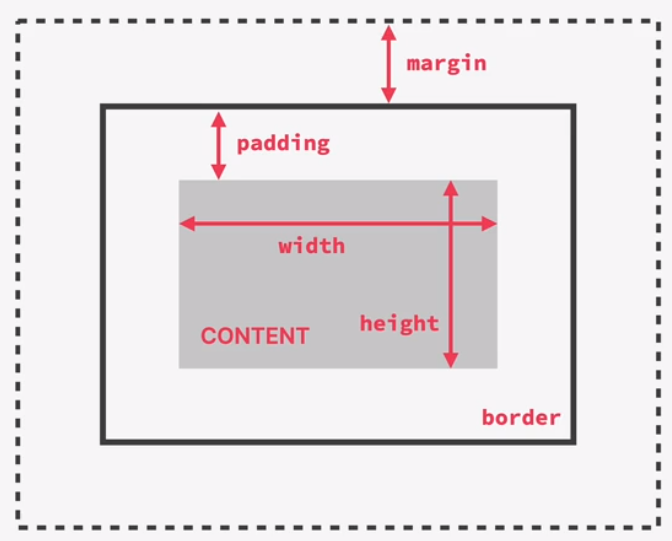 margin
padding
width
height
CONTENT
border